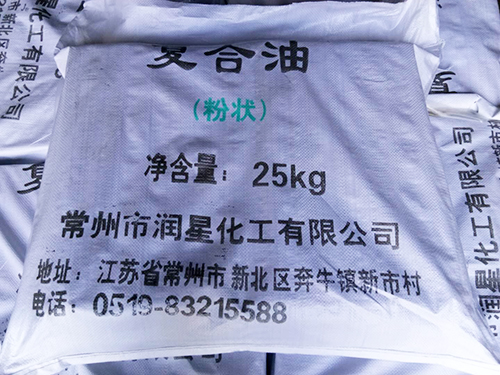 复合油
(粉状)
净含量：25kg
常州市润星化工有限公司
地址：江苏省常州市新北区奔牛镇新市村
电话：0519-83215588